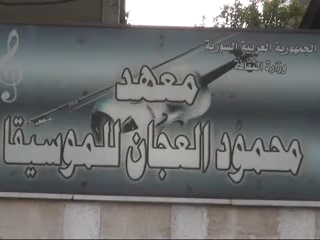 الجمهورية العربية السورية
وزارة الثقافة
معهد
محمود العجان للموسيقا